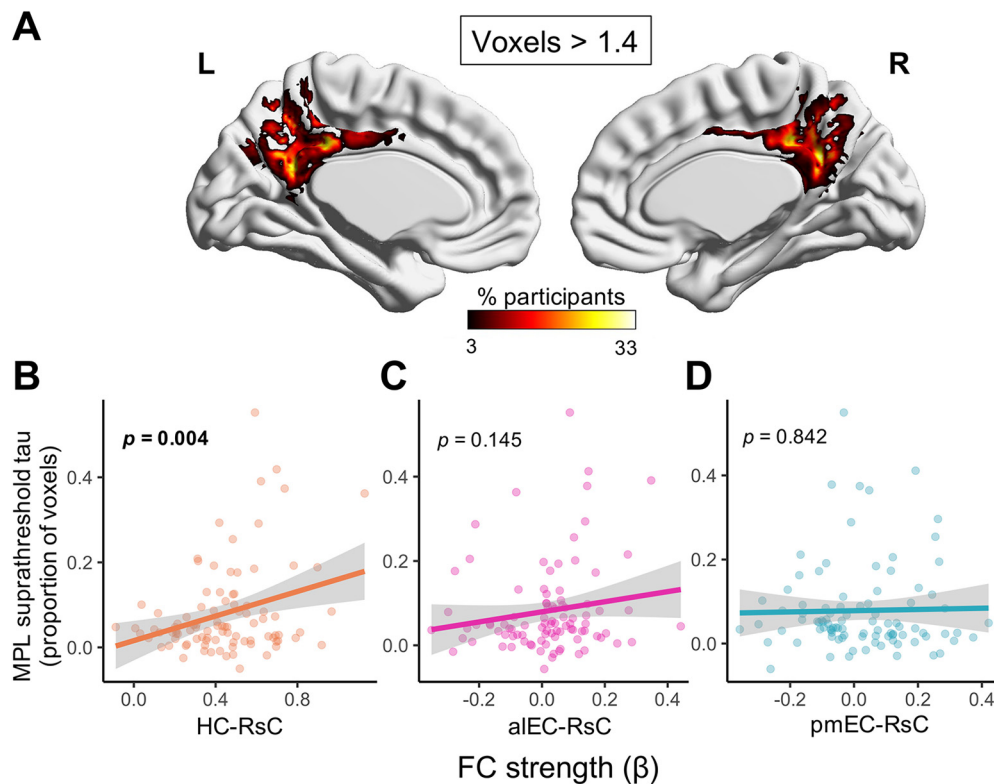 A
Voxels > 1.4
L
R
% participants
3
33
B
C
D
MPL suprathreshold tau
(proportion of voxels)
p = 0.004
0.4
0.2
0.0
0.0
0.4
0.8
HC-RsC
p = 0.145
0.4
0.2
0.0
-0.2
0.0
0.2
0.4
alEC-RsC
p = 0.842
0.4
0.2
0.0
-0.2
0.0
0.2
0.4
pmEC-RsC
FC strength (β)